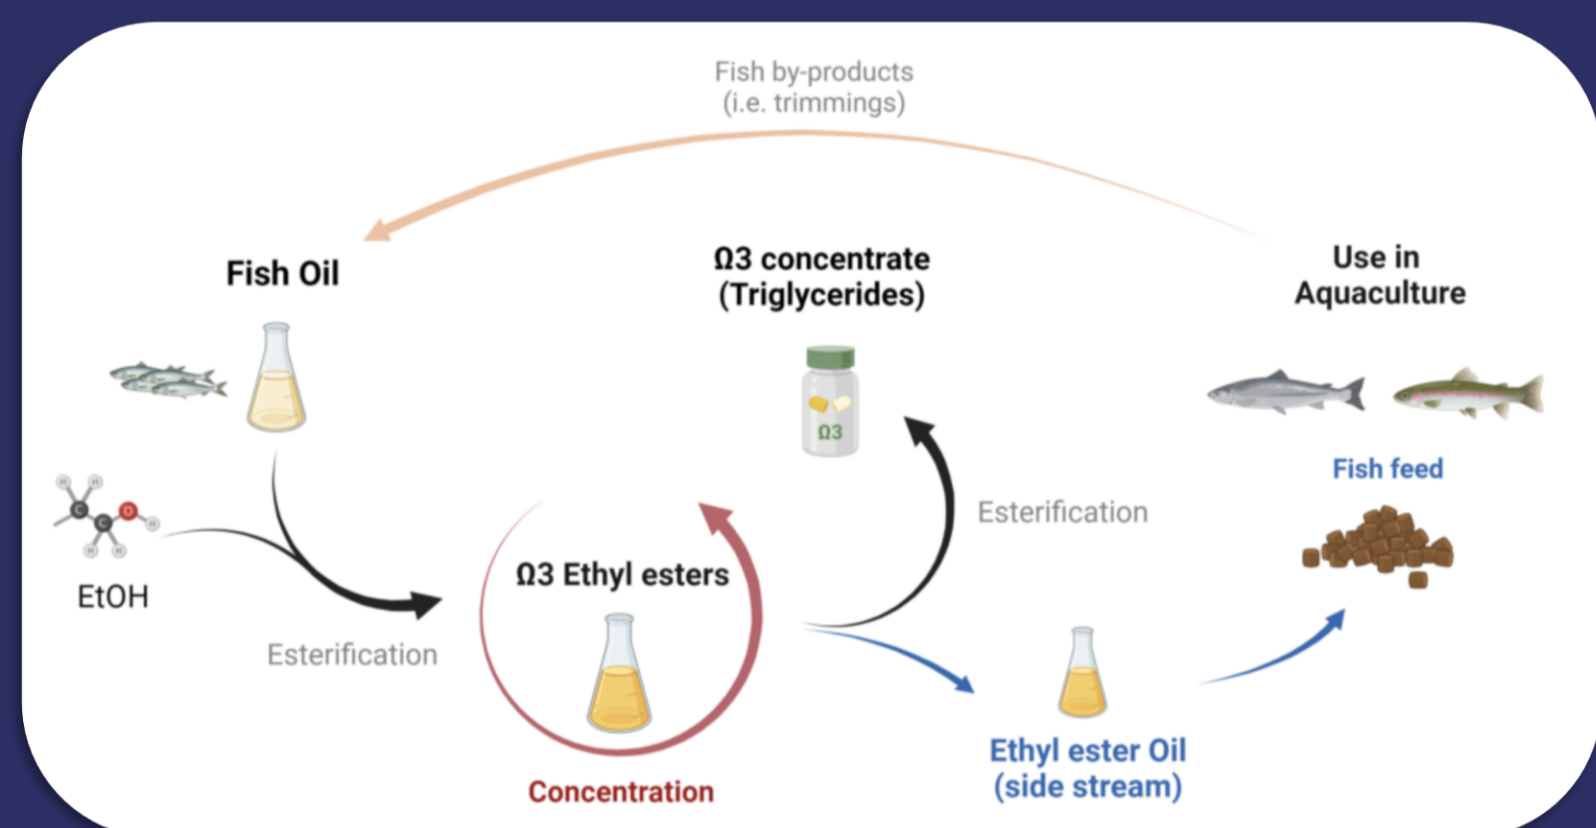 Fish by-products
(i.e. trimmings)
Fish Oil
Ω3 concentrate
(Triglycerides)
Use in
Aquaculture
Ω3
Fish feed
H
H
C
C
O
H
H
H
EtOH
Esterification
Esterification
Ω3 Ethyl esters
Concentration
Ethyl ester Oil
(side stream)